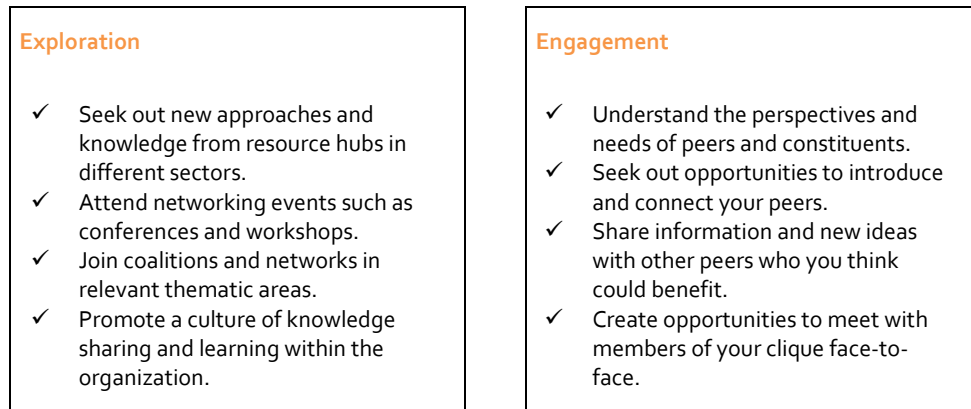 Exploration
✓ Seek out new approaches and
knowledge from resource hubs in
different sectors.
✓ Attend networking events such as
conferences and workshops.
✓ Join coalitions and networks in
relevant thematic areas.
✓ Promote a culture of knowledge
sharing and learning within the
organization.
Engagement
✓ Understand the perspectives and
needs of peers and constituents.
✓ Seek out opportunities to introduce
and connect your peers.
✓ Share information and new ideas
with other peers who you think
could benefit.
✓ Create opportunities to meet with
members of your clique face-to-
face.